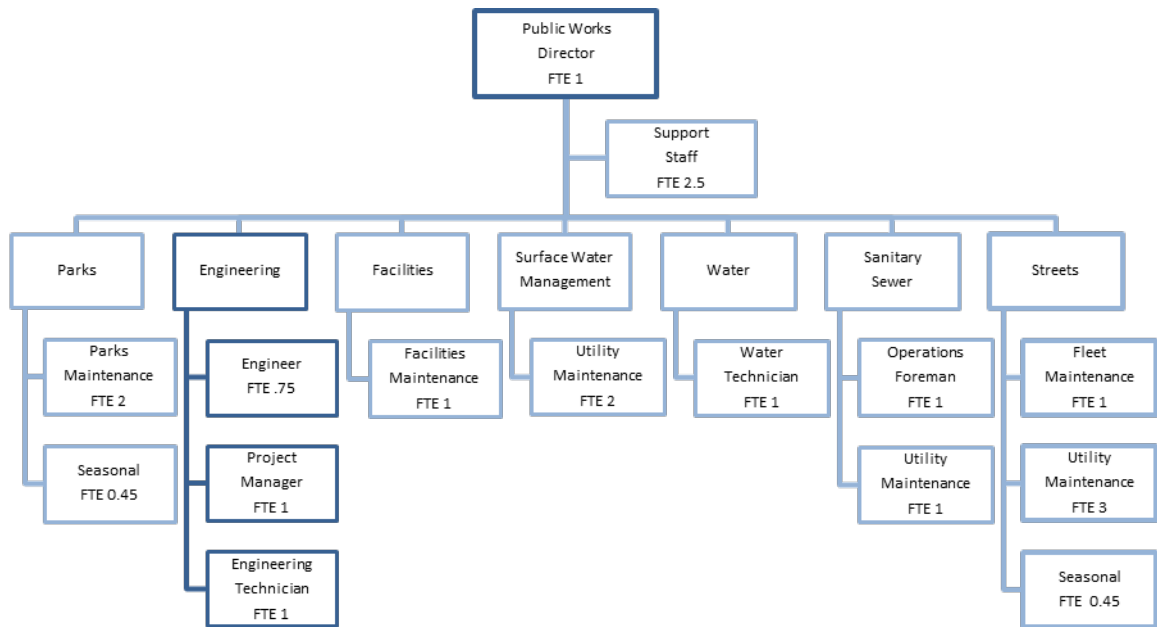 Public Works
Director
FTE 1
Support
Staff
FTE 2.5
Parks
Engineering
Facilities
Surface Water
Management
Water
Sanitary
Sewer
Streets
Parks
Maintenance
FTE 2
Seasonal
FTE 0.45
Engineer
FTE .75
Project
Manager
FTE 1
Engineering
Technician
FTE 1
Facilities
Maintenance
FTE 1
Utility
Maintenance
FTE 2
Water
Technician
FTE 1
Operations
Foreman
FTE 1
Utility
Maintenance
FTE 1
Fleet
Maintenance
FTE 1
Utility
Maintenance
FTE 3
Seasonal
FTE 0.45